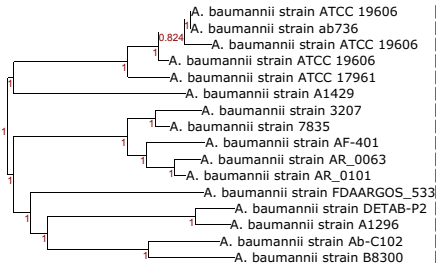 A. baumannii strain ATCC 19606
A. baumannii strain ab736
0.824
1
A. baumannii strain ATCC 19606
1
A. baumannii strain ATCC 19606
1
A. baumannii strain ATCC 17961
1
A. baumannii strain A1429
1
A. baumannii strain 3207
1
A. baumannii strain 7835
1
A. baumannii strain AF-401
1
A. baumannii strain AR_0063
1
A. baumannii strain AR_0101
1
1
A. baumannii strain FDAARGOS_533
1
A. baumannii strain DETAB-P2
1
A. baumannii strain A1296
1
A. baumannii strain Ab-C102
1
A. baumannii strain B8300
1